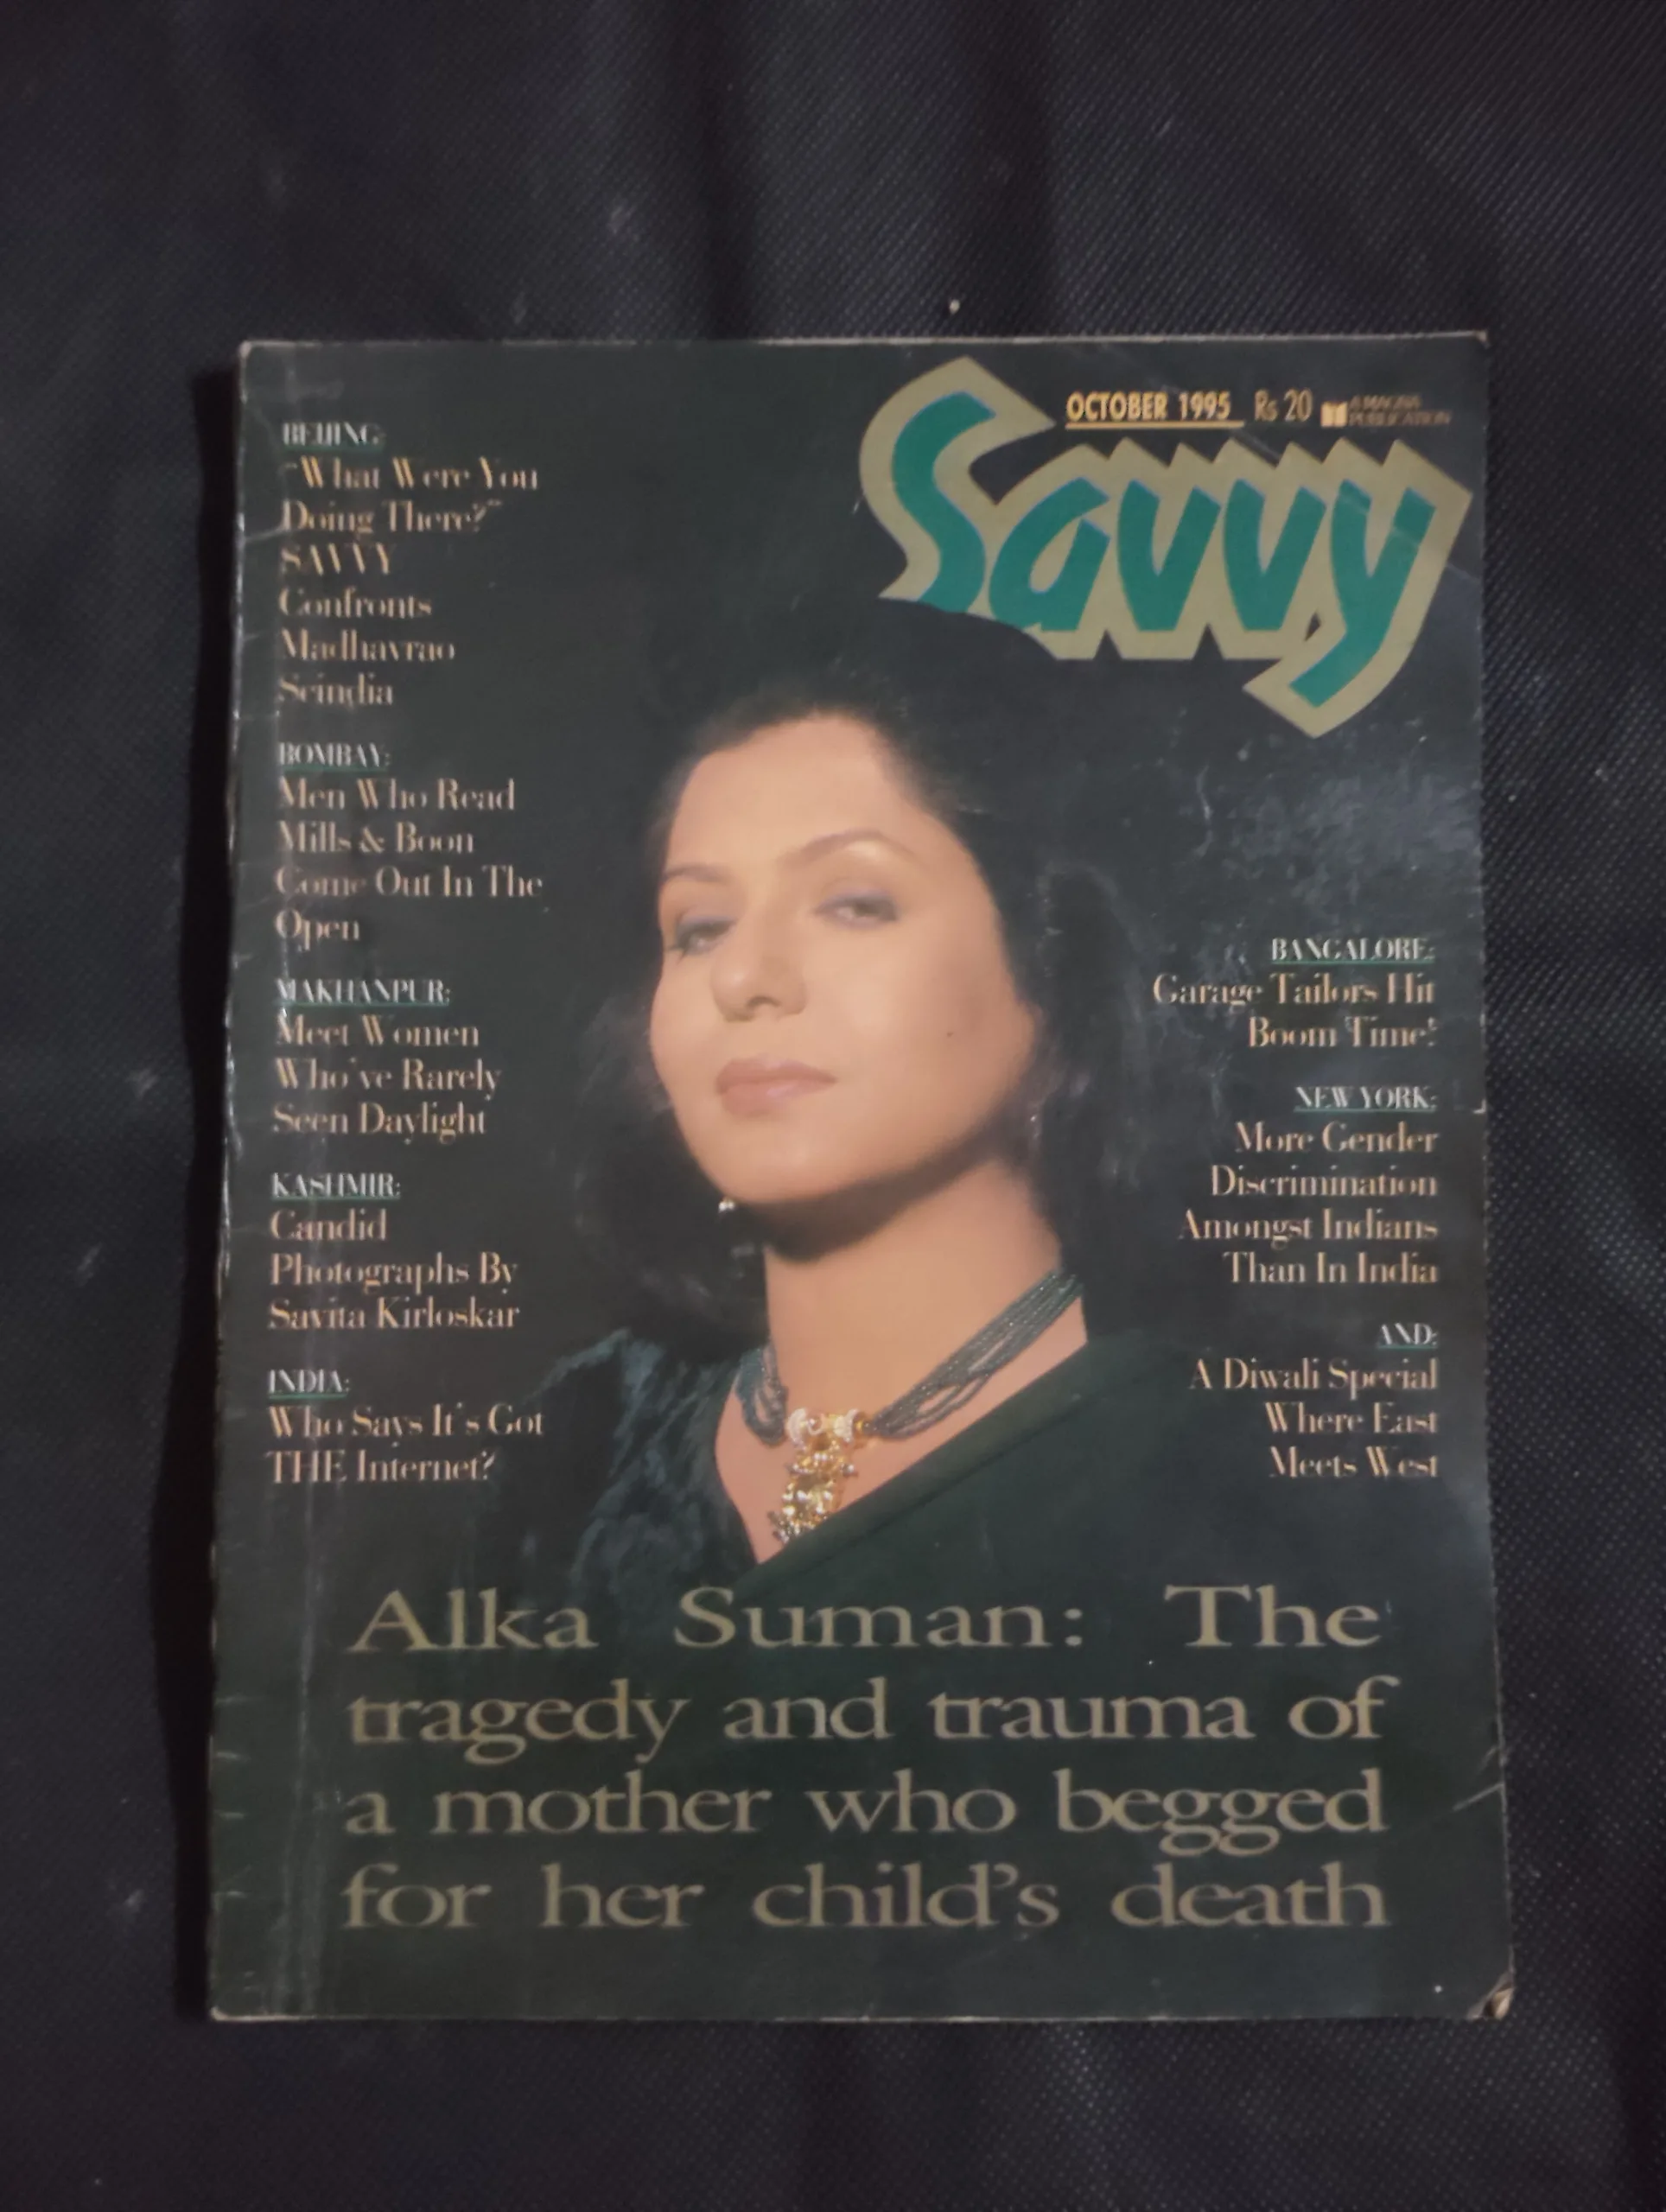 OCTOBER 1995 Rs 20 A MAGNA
PUBLICATION
Savvy
BEIJING:
"What Were You
Doing There?"
SAVVY
Confronts
Madhavrao
Scindia
BOMBAY:
Men Who Read
Mills & Boon
Come Out In The
Open
MAKHANPUR:
Meet Women
Who've Rarely
Seen Daylight
KASHMIR:
Candid
Photographs By
Savita Kirloskar
INDIA:
Who Says It's Got
THE Internet?
BANGALORE:
Garage Tailors Hit
Boom Time!
NEW YORK:
More Gender
Discrimination
Amongst Indians
Than In India
AND:
A Diwali Special
Where East
Meets West
Alka Suman: The
tragedy and trauma of
a mother who begged
for her child's death